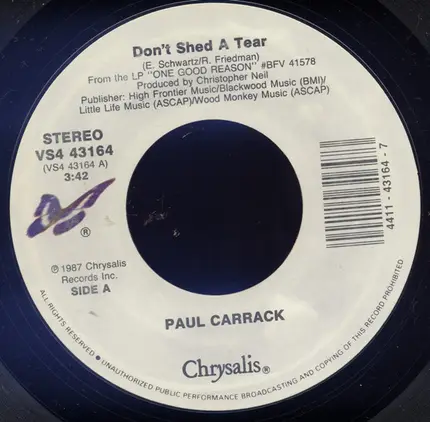 Don't Shed A Tear
(E. Schwartz/R. Friedman)
From the LP "ONE GOOD REASON" #BFV 41578
Produced by Christopher Neil
Publisher: High Frontier Music/Blackwood Music (BMI)/
Little Life Music (ASCAP)/Wood Monkey Music (ASCAP)
STEREO
VS4 43164
(VS4 43164 A)
3:42
®
℗ 1987 Chrysalis
Records Inc.
SIDE A
4411 - 43164 - 7
PAUL CARRACK
Chrysalis®
ALL RIGHTS RESERVED ● UNAUTHORIZED PUBLIC PERFORMANCE BROADCASTING AND COPYING OF THIS RECORD PROHIBITED